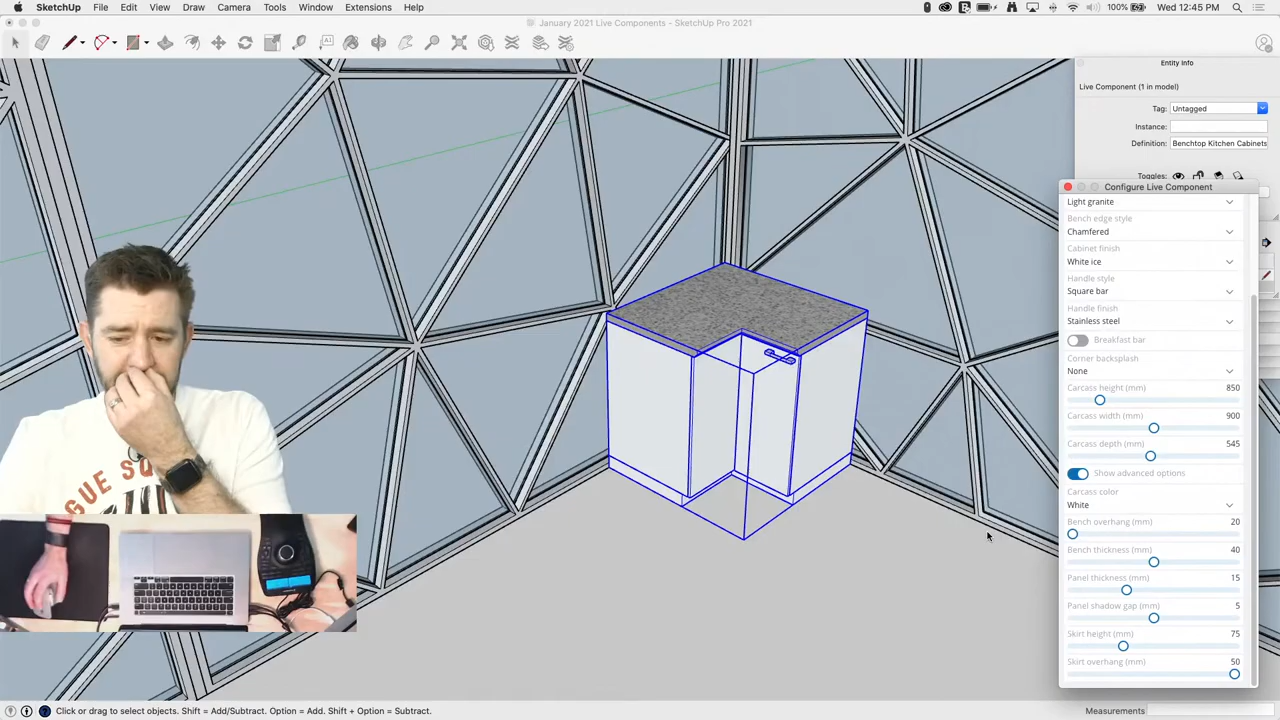 SketchUp File Edit View Draw Camera Tools Window Extensions Help 100% Wed 12:45 PM
January 2021 Live Components - SketchUp Pro 2021
Entity Info
Live Component (1 in model)
Tag: Untagged
Instance:
Definition: Benchtop Kitchen Cabinets
Toggles:
Configure Live Component
Light granite
Bench edge style
Chamfered
Cabinet finish
White ice
Handle style
Square bar
Handle finish
Stainless steel
Breakfast bar
Corner backsplash
None
Carcass height (mm) 850
Carcass width (mm) 900
Carcass depth (mm) 545
Show advanced options
Carcass color
White
Bench overhang (mm) 20
Bench thickness (mm) 40
Panel thickness (mm) 15
Panel shadow gap (mm) 5
Skirt height (mm) 75
Skirt overhang (mm) 50
GUE S
Click or drag to select objects. Shift = Add/Subtract. Option = Add. Shift + Option = Subtract.
Measurements